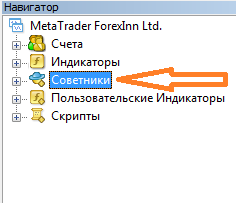 Навигатор
MetaTrader ForexInn Ltd.
Счета
Индикаторы
Советники
Пользовательские Индикаторы
Скрипты